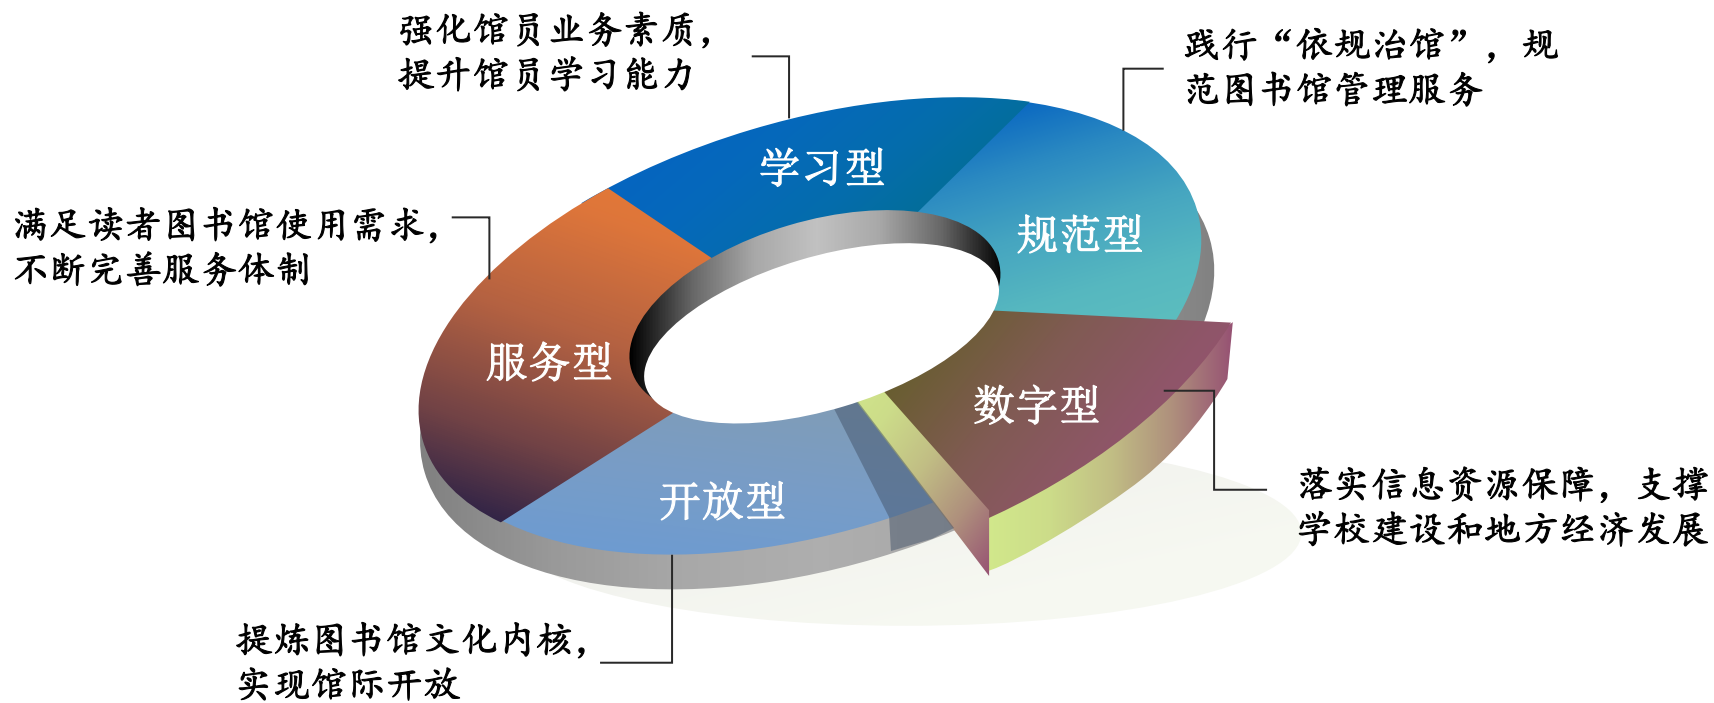 强化馆员业务素质，
提升馆员学习能力
践行“依规治馆”，规
范图书馆管理服务
学习型
规范型
满足读者图书馆使用需求，
不断完善服务体制
服务型
数字型
开放型
落实信息资源保障，支撑
学校建设和地方经济发展
提炼图书馆文化内核，
实现馆际开放